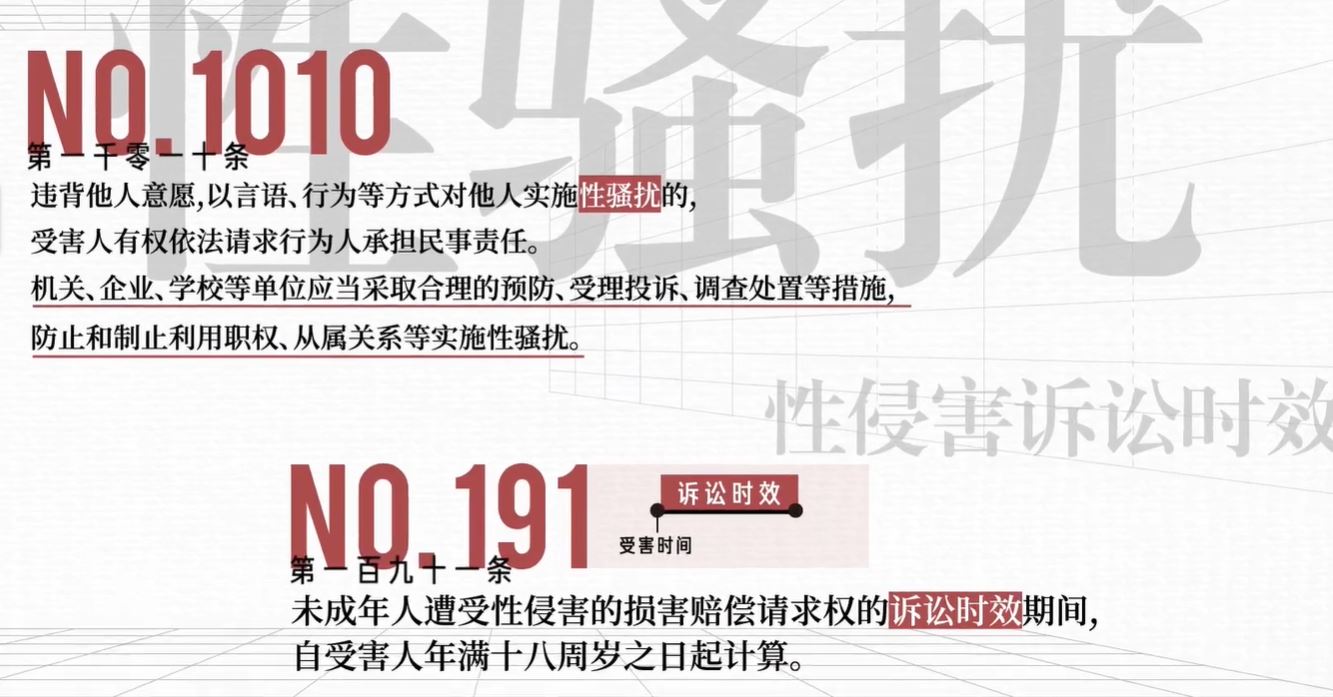 性骚扰
NO.1010
第一千零一十条
违背他人意愿,以言语、行为等方式对他人实施性骚扰的,
受害人有权依法请求行为人承担民事责任。
机关、企业、学校等单位应当采取合理的预防、受理投诉、调查处置等措施,
防止和制止利用职权、从属关系等实施性骚扰。
性侵害诉讼时效
NO.191
诉讼时效
受害时间
第一百九十一条
未成年人遭受性侵害的损害赔偿请求权的诉讼时效期间,
自受害人年满十八周岁之日起计算。